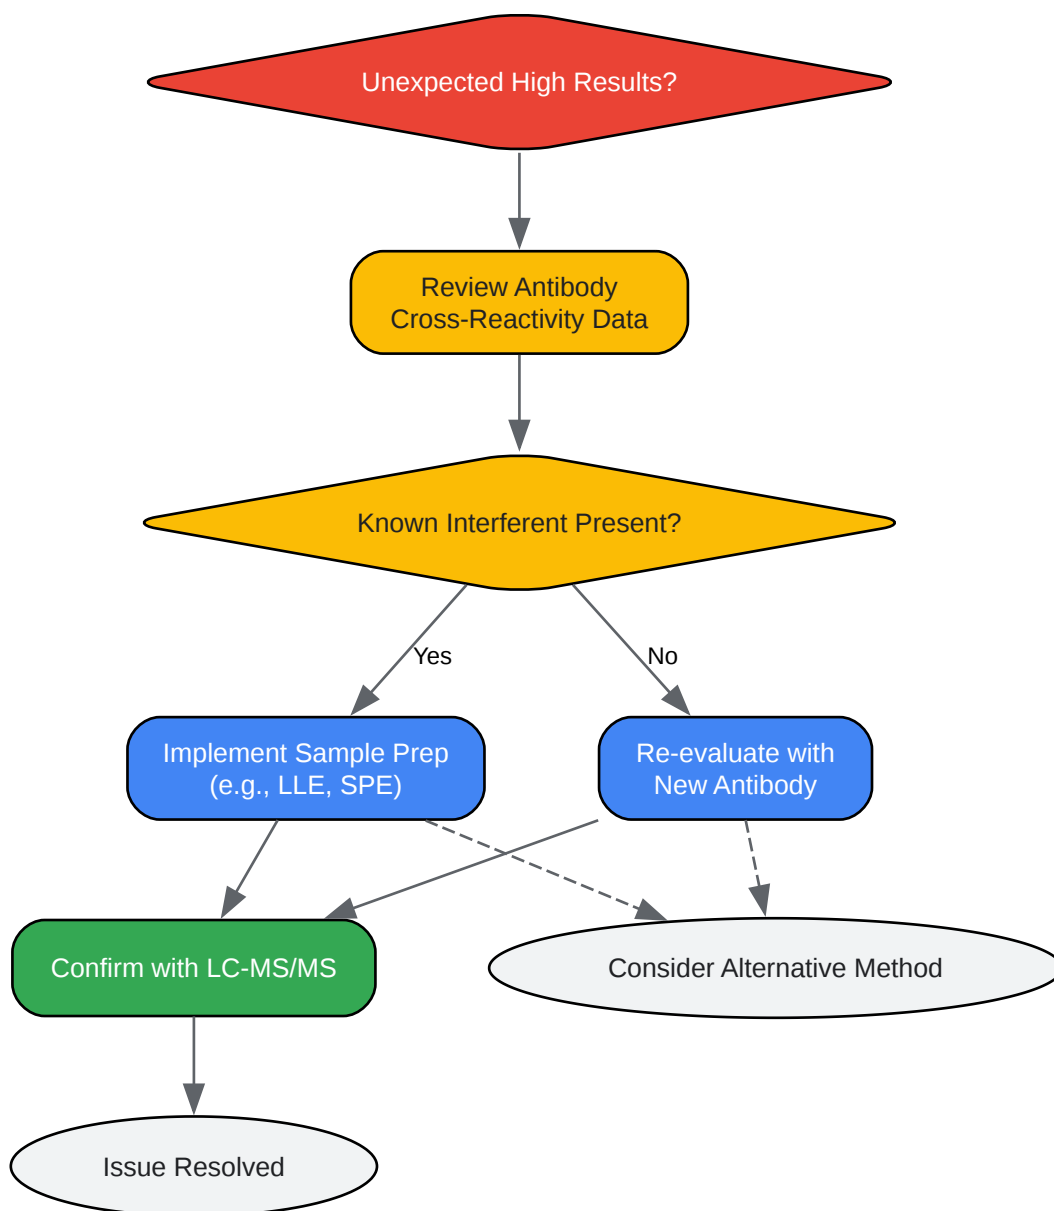 Unexpected High Results?
Review Antibody
Cross-Reactivity Data
Known Interferent Present?
Yes
No
Implement Sample Prep
(e.g., LLE, SPE)
Re-evaluate with
New Antibody
Confirm with LC-MS/MS
Consider Alternative Method
Issue Resolved